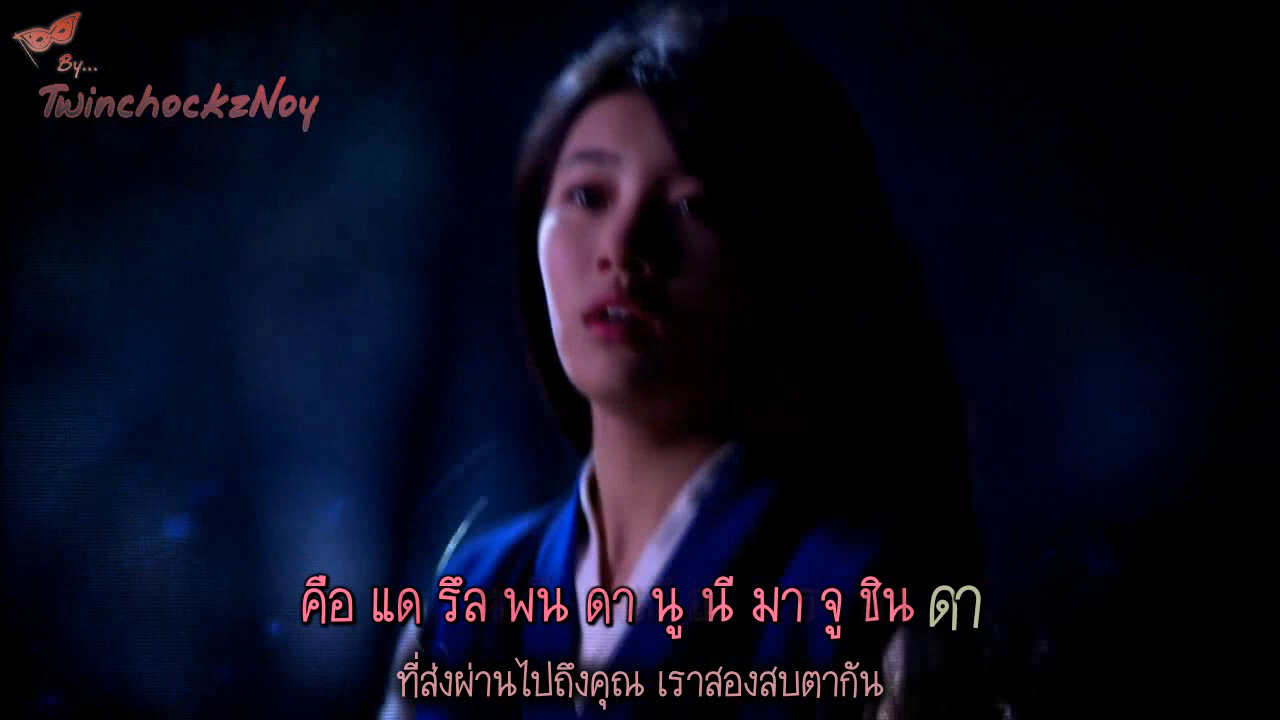 By...
TwinchockzNoy
คือ แด รึล พน ดา นู นี มา จู ชิน ดา
ที่ส่งผ่านไปถึงคุณ เราสองสบตากัน